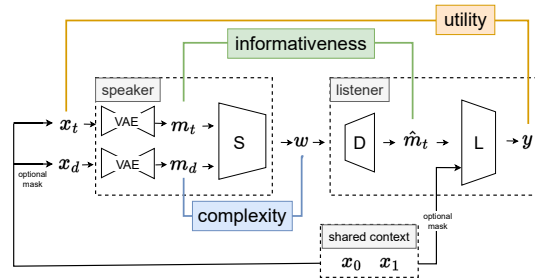 utility
informativeness
speaker
listener
x_t
VAE
m_t
S
w
D
m̂_t
L
y
x_d
VAE
m_d
optional
mask
complexity
optional
mask
shared context
x_0 x_1